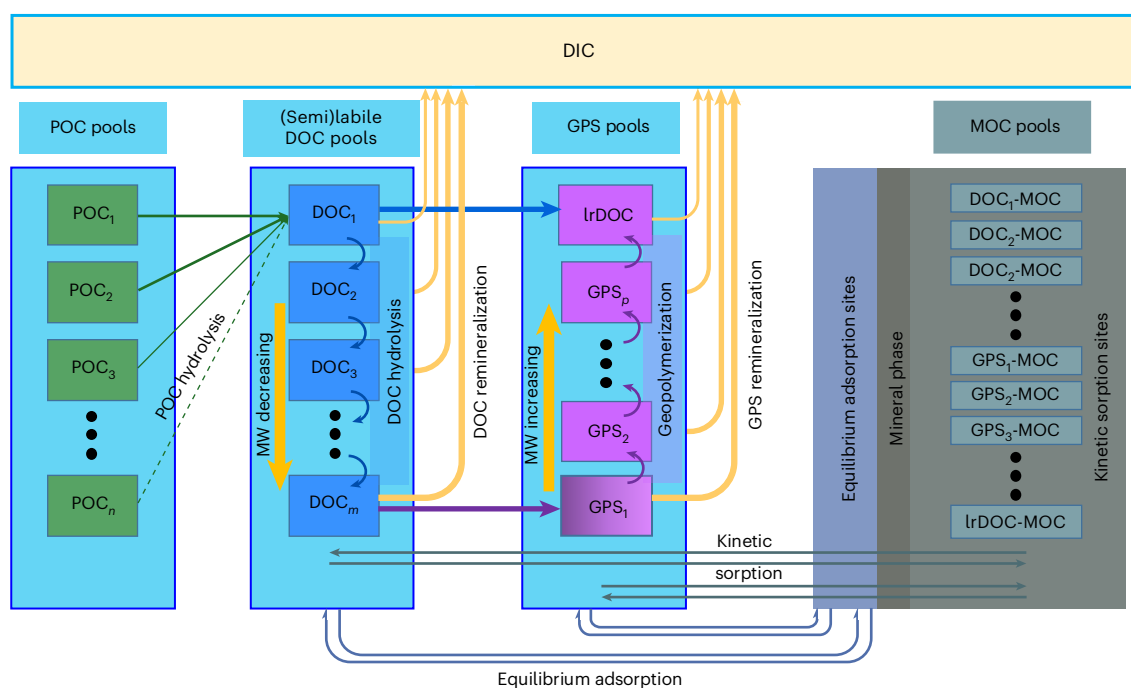 DIC
POC pools
(Semi)labile
DOC pools
GPS pools
MOC pools
POC₁
POC₂
POC₃
POCₙ
POC hydrolysis
DOC₁
DOC₂
DOC₃
DOCₘ
MW decreasing
DOC hydrolysis
DOC remineralization
lrDOC
GPSₚ
GPS₂
GPS₁
MW increasing
Geopolymerization
GPS remineralization
Equilibrium adsorption sites
Mineral phase
DOC₁-MOC
DOC₂-MOC
DOC₂-MOC
GPS₁-MOC
GPS₂-MOC
GPS₃-MOC
lrDOC-MOC
Kinetic sorption sites
Kinetic
sorption
Equilibrium adsorption